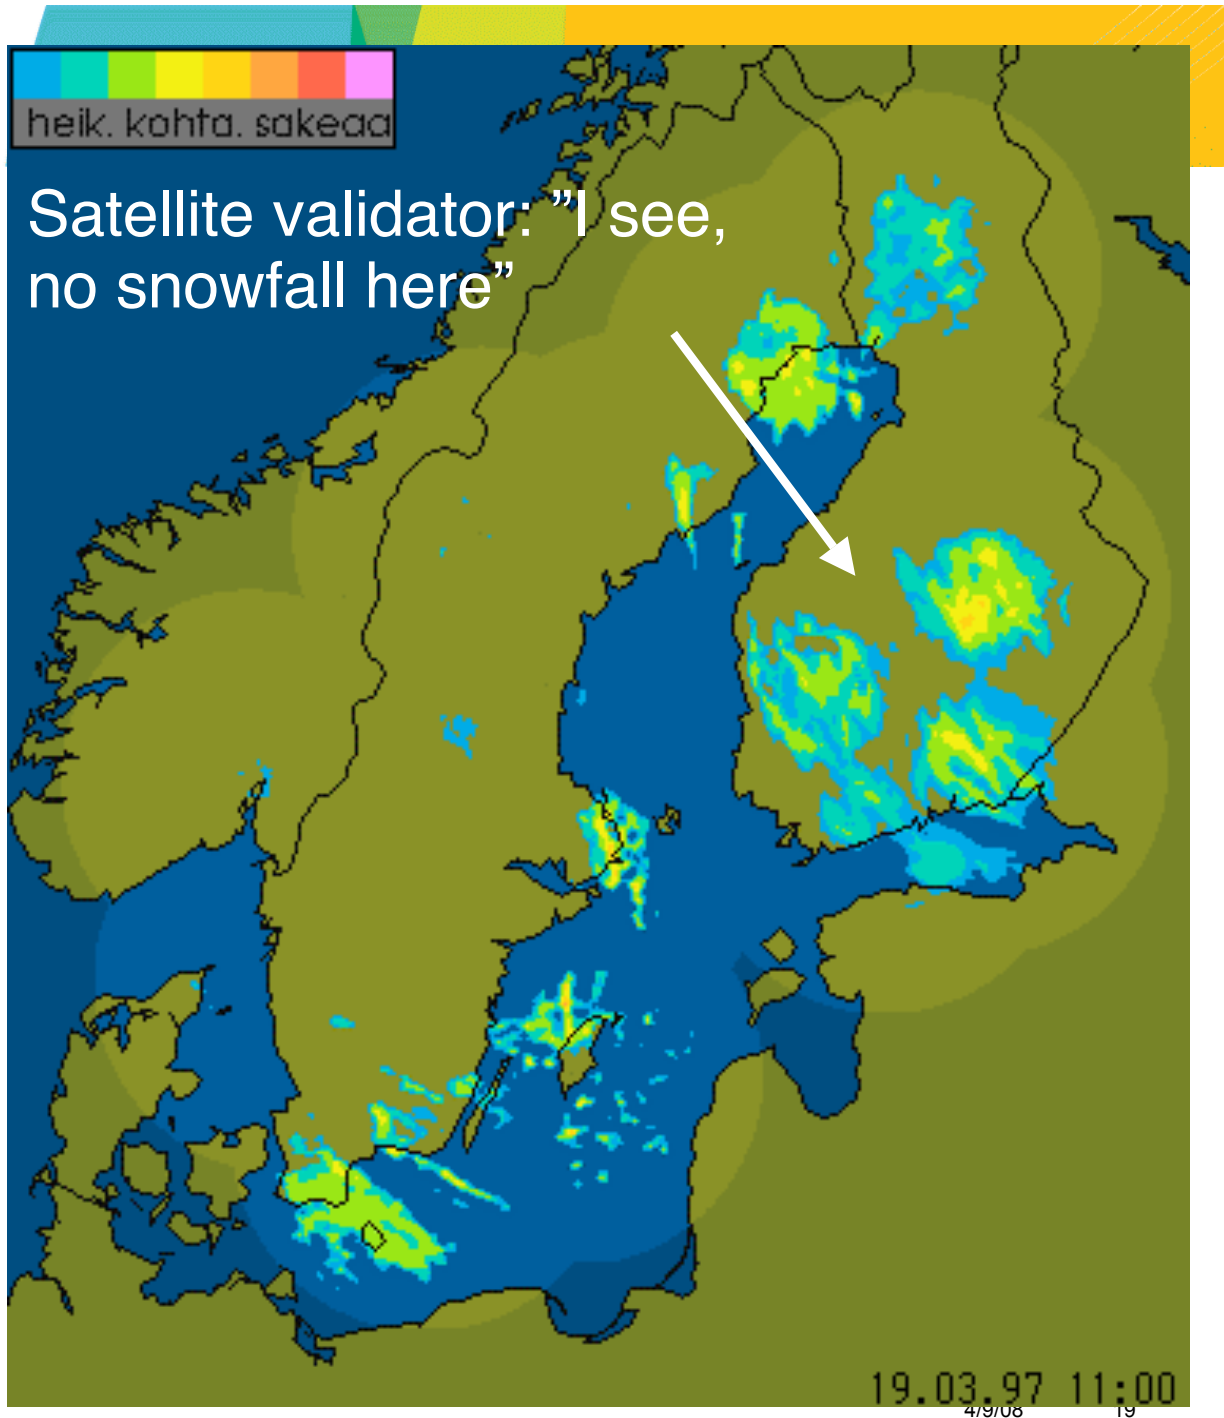 heik. kohta. sakeaa
Satellite validator: ”I see,
no snowfall here”
19.03.97 11:00
4/9/08 19